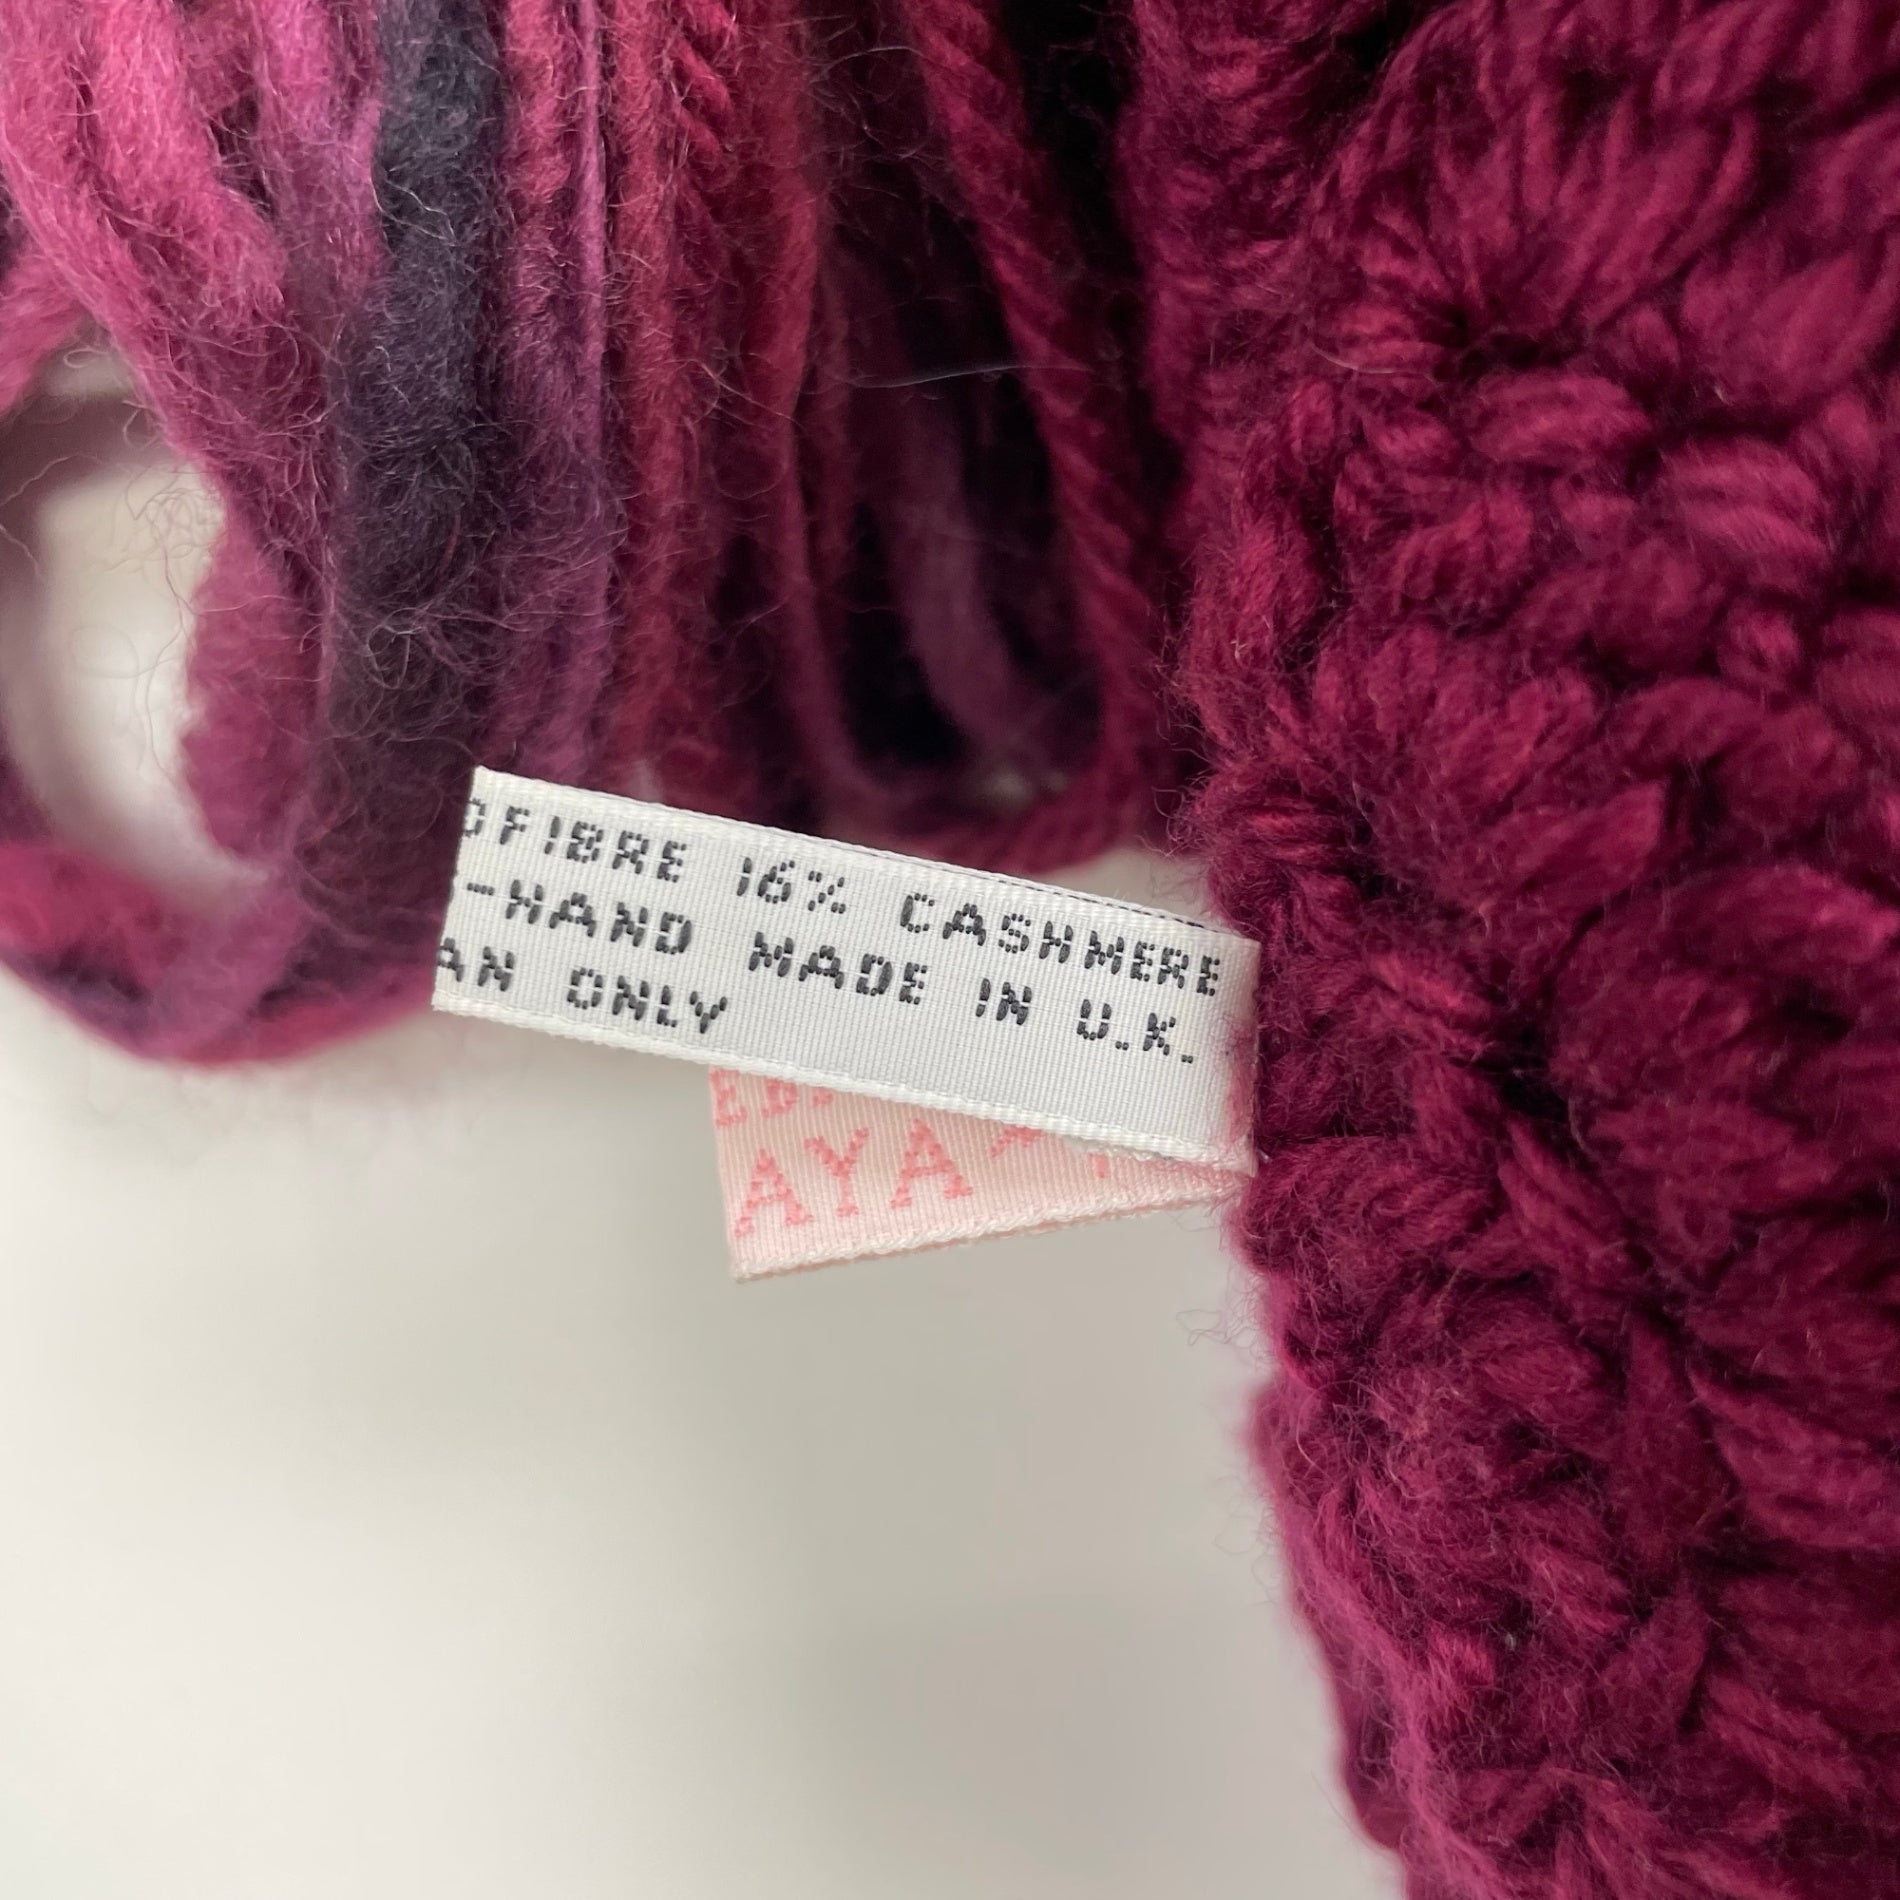 OFIBRE 16% CASHMERE
-HAND MADE IN U.K.
AN ONLY
AYA